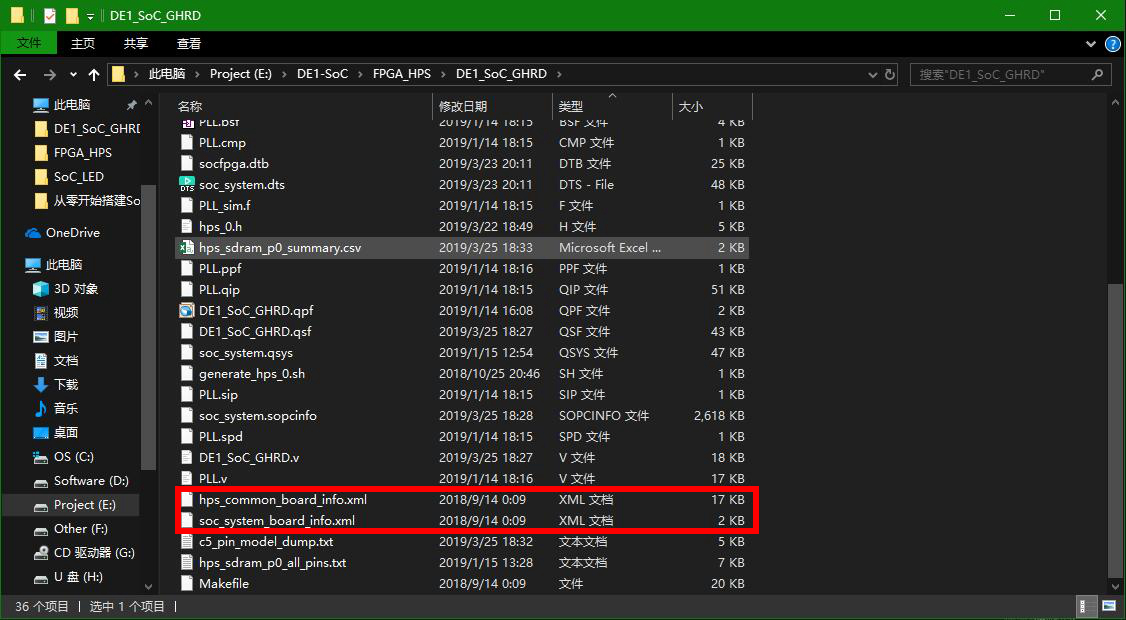 DE1_SoC_GHRD
文件 主页 共享 查看
此电脑 Project (E:) DE1-SoC FPGA_HPS DE1_SoC_GHRD 搜索"DE1_SoC_GHRD"
此电脑
DE1_SoC_GHRD
FPGA_HPS
SoC_LED
从零开始搭建So
OneDrive
此电脑
3D 对象
视频
图片
文档
下载
音乐
桌面
OS (C:)
Software (D:)
Project (E:)
Other (F:)
CD 驱动器 (G:)
U 盘 (H:)
名称 修改日期 类型 大小
PLL.bsf 2019/1/14 18:15 BSF 文件 4 KB
PLL.cmp 2019/1/14 18:15 CMP 文件 1 KB
socfpga.dtb 2019/3/23 20:11 DTB 文件 25 KB
DTS soc_system.dts 2019/3/23 20:11 DTS - File 48 KB
PLL_sim.f 2019/1/14 18:15 F 文件 1 KB
hps_0.h 2019/3/22 18:49 H 文件 5 KB
hps_sdram_p0_summary.csv 2019/3/25 18:33 Microsoft Excel ... 2 KB
PLL.ppf 2019/1/14 18:16 PPF 文件 1 KB
PLL.qip 2019/1/14 18:15 QIP 文件 51 KB
DE1_SoC_GHRD.qpf 2019/1/14 16:08 QPF 文件 2 KB
DE1_SoC_GHRD.qsf 2019/3/25 18:27 QSF 文件 43 KB
soc_system.qsys 2019/1/15 12:54 QSYS 文件 47 KB
generate_hps_0.sh 2018/10/25 20:46 SH 文件 1 KB
PLL.sip 2019/1/14 18:15 SIP 文件 1 KB
soc_system.sopcinfo 2019/3/25 18:28 SOPCINFO 文件 2,618 KB
PLL.spd 2019/1/14 18:15 SPD 文件 1 KB
DE1_SoC_GHRD.v 2019/3/25 18:27 V 文件 18 KB
PLL.v 2019/1/14 18:16 V 文件 17 KB
hps_common_board_info.xml 2018/9/14 0:09 XML 文档 17 KB
soc_system_board_info.xml 2018/9/14 0:09 XML 文档 2 KB
c5_pin_model_dump.txt 2019/3/25 18:32 文本文档 5 KB
hps_sdram_p0_all_pins.txt 2019/1/15 13:28 文本文档 7 KB
Makefile 2018/9/14 0:09 文件 20 KB
36 个项目 选中 1 个项目